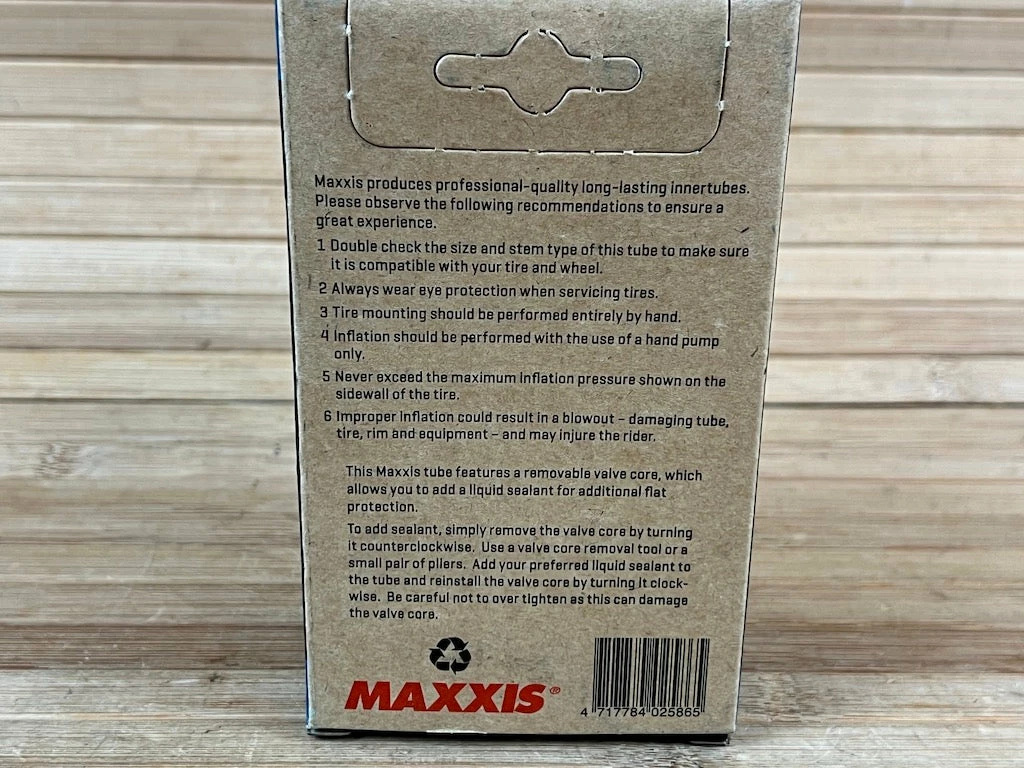 Maxxis produces professional-quality long-lasting innertubes.
Please observe the following recommendations to ensure a
great experience.
1 Double check the size and stem type of this tube to make sure
it is compatible with your tire and wheel.
2 Always wear eye protection when servicing tires.
3 Tire mounting should be performed entirely by hand.
4 Inflation should be performed with the use of a hand pump
only.
5 Never exceed the maximum inflation pressure shown on the
sidewall of the tire.
6 Improper inflation could result in a blowout – damaging tube,
tire, rim and equipment – and may injure the rider.
This Maxxis tube features a removable valve core, which
allows you to add a liquid sealant for additional flat
protection.
To add sealant, simply remove the valve core by turning
it counterclockwise. Use a valve core removal tool or a
small pair of pliers. Add your preferred liquid sealant to
the tube and reinstall the valve core by turning it clock-
wise. Be careful not to over tighten as this can damage
the valve core.
MAXXIS®
4 717784 025865